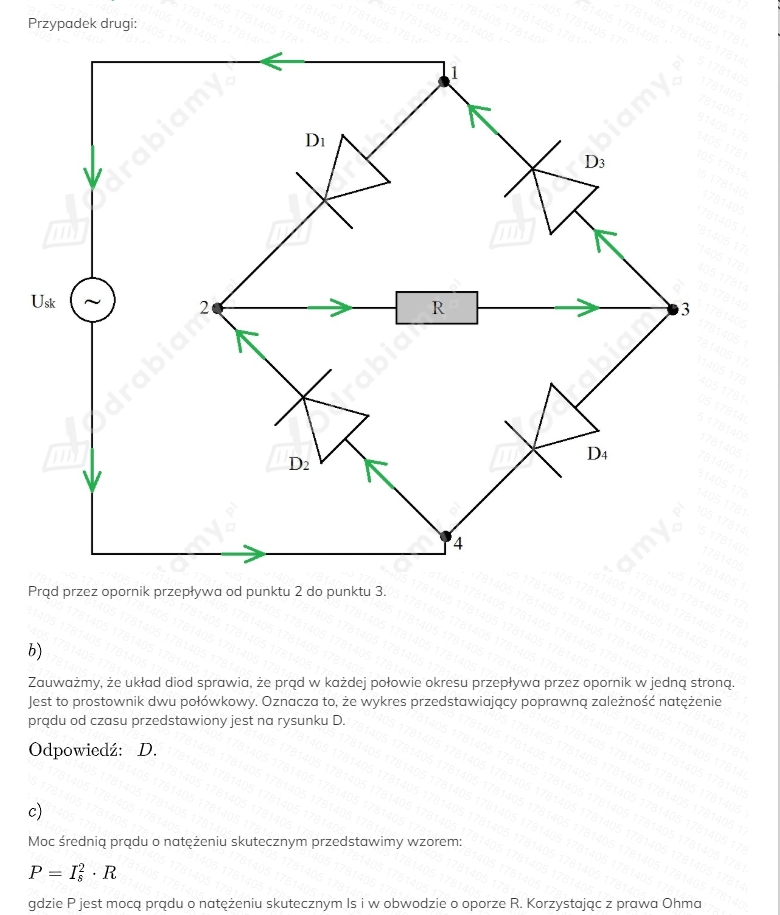 Przypadek drugi:
1
D1
D3
Usk
~
2
R
3
D2
D4
4
Prąd przez opornik przepływa od punktu 2 do punktu 3.
b)
Zauważmy, że układ diod sprawia, że prąd w każdej połowie okresu przepływa przez opornik w jedną stroną.
Jest to prostownik dwu połówkowy. Oznacza to, że wykres przedstawiający poprawną zależność natężenie
prądu od czasu przedstawiony jest na rysunku D.
Odpowiedź: D.
c)
Moc średnią prądu o natężeniu skutecznym przedstawimy wzorem:
P = I_s^2 · R
gdzie P jest mocą prądu o natężeniu skutecznym Is i w obwodzie o oporze R. Korzystając z prawa Ohma